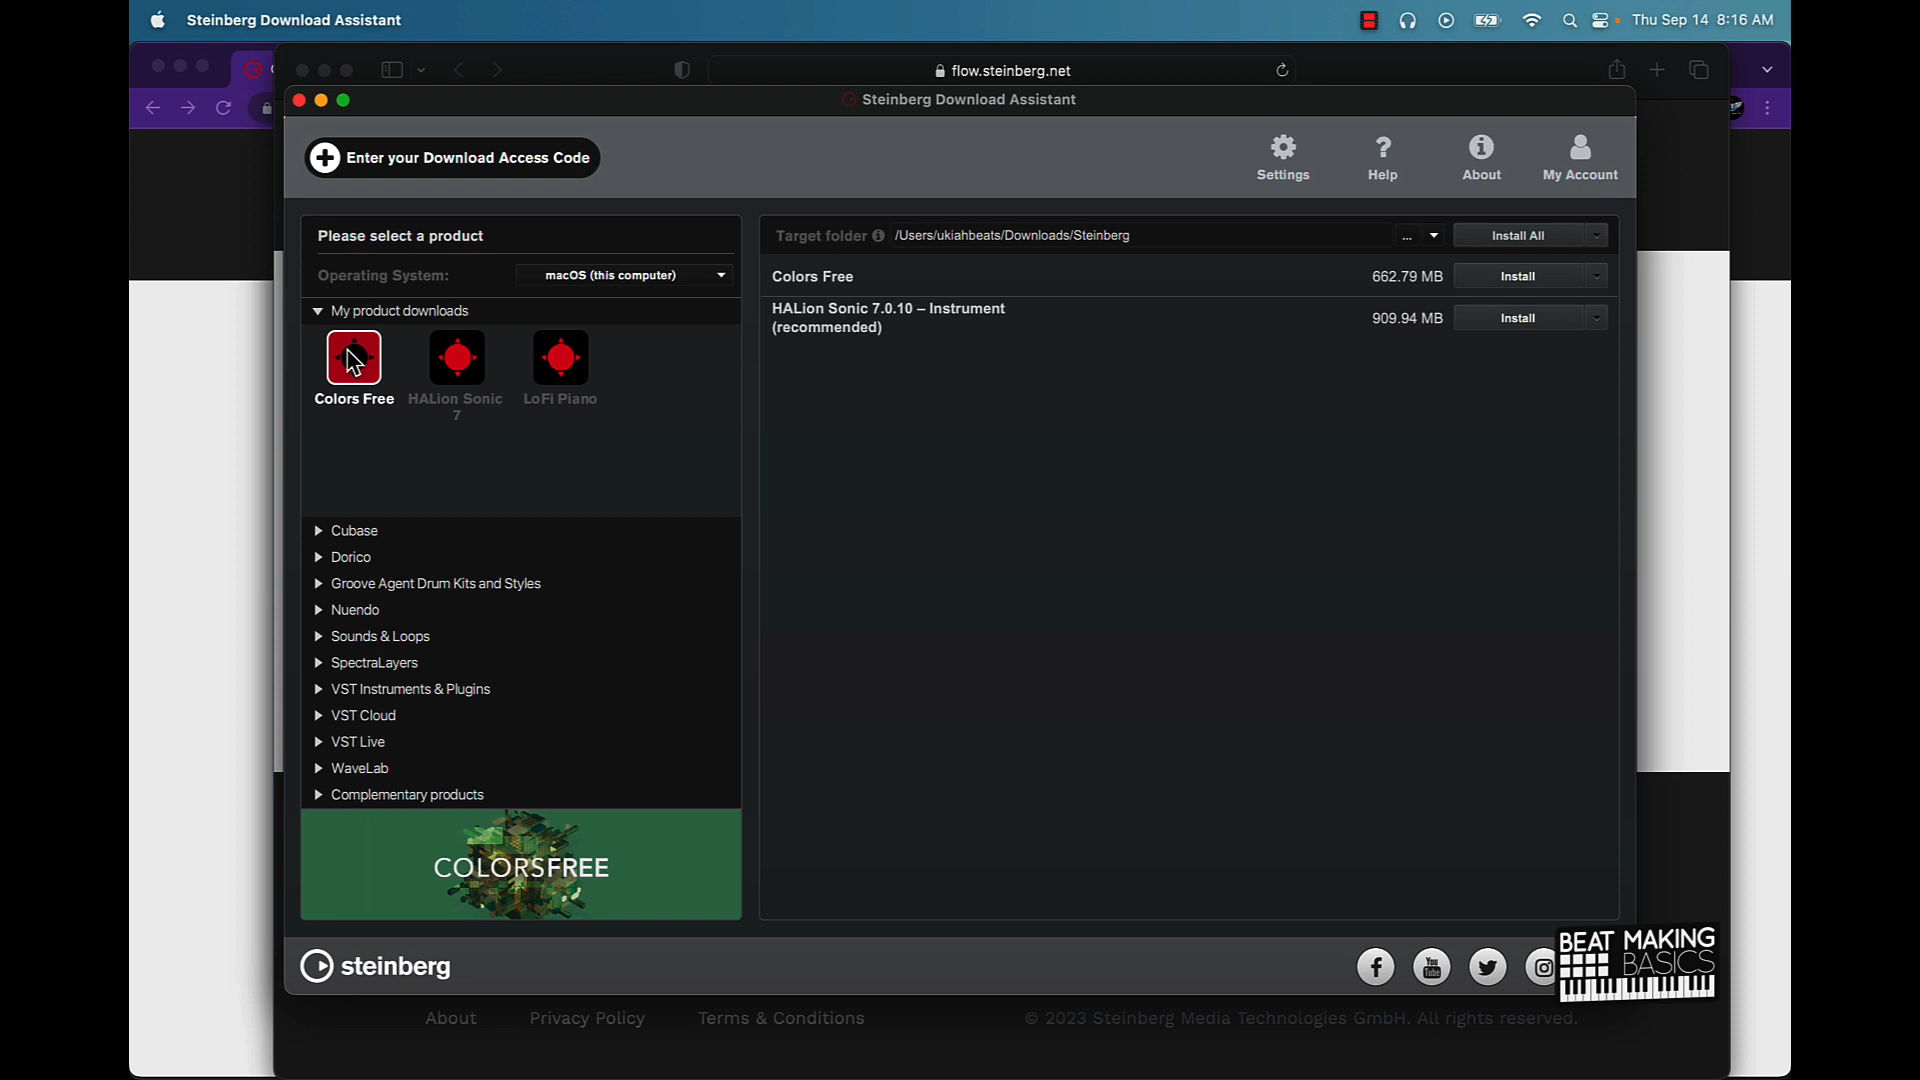 Steinberg Download Assistant
Thu Sep 14 8:16 AM
flow.steinberg.net
Steinberg Download Assistant
Enter your Download Access Code
Settings
Help
About
My Account
Please select a product
Operating System:
macOS (this computer)
My product downloads
Colors Free
HALion Sonic
7
LoFi Piano
Cubase
Dorico
Groove Agent Drum Kits and Styles
Nuendo
Sounds & Loops
SpectraLayers
VST Instruments & Plugins
VST Cloud
VST Live
WaveLab
Complementary products
COLORSFREE
Target folder
/Users/ukiahbeats/Downloads/Steinberg
...
Install All
Colors Free
662.79 MB
Install
HALion Sonic 7.0.10 – Instrument
(recommended)
909.94 MB
Install
steinberg
You
Tube
BEAT MAKING
BASICS
About
Privacy Policy
Terms & Conditions
© 2023 Steinberg Media Technologies GmbH. All rights reserved.